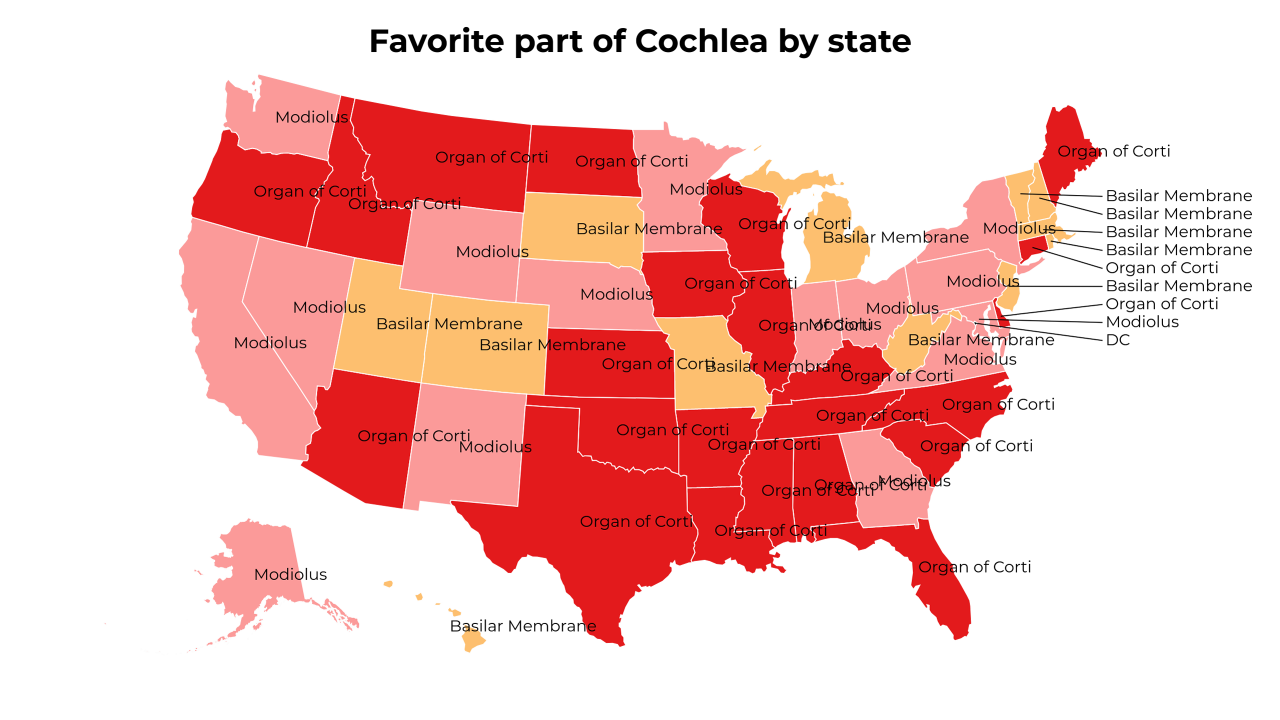 Favorite part of Cochlea by state
Modiolus
Organ of Corti
Organ of Corti
Organ of Corti
Organ of Corti
Modiolus
Organ of Corti
Basilar Membrane
Organ of Corti
Organ of Corti
Basilar Membrane
Basilar Membrane
Modiolus
Basilar Membrane
Basilar Membrane
Basilar Membrane
Modiolus
Basilar Membrane
Modiolus
Organ of Corti
Modiolus
Organ of Corti
Basilar Membrane
Modiolus
Modiolus
Modiolus
Organ of Corti
Modiolus
Modiolus
DC
Basilar Membrane
Organ of Corti
Modiolus
Basilar Membrane
Modiolus
Basilar Membrane
Modiolus
Organ of Corti
Basilar Membrane
Organ of Corti
Organ of Corti
Organ of Corti
Organ of Corti
Organ of Corti
Organ of Corti
Organ of Corti
Modiolus
Organ of Corti
Modiolus
Organ of Corti
Organ of Corti
Organ of Corti
Organ of Corti
Organ of Corti
Modiolus
Basilar Membrane